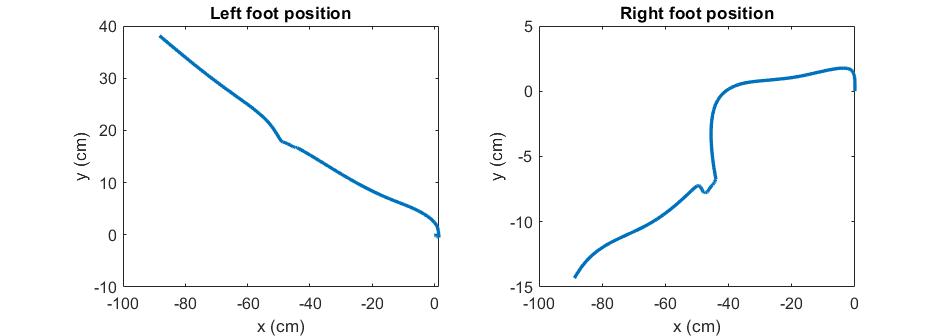 Left foot position
40
30
20
10
0
-10
y (cm)
-100 -80 -60 -40 -20 0
x (cm)
Right foot position
5
0
-5
-10
-15
y (cm)
-100 -80 -60 -40 -20 0
x (cm)